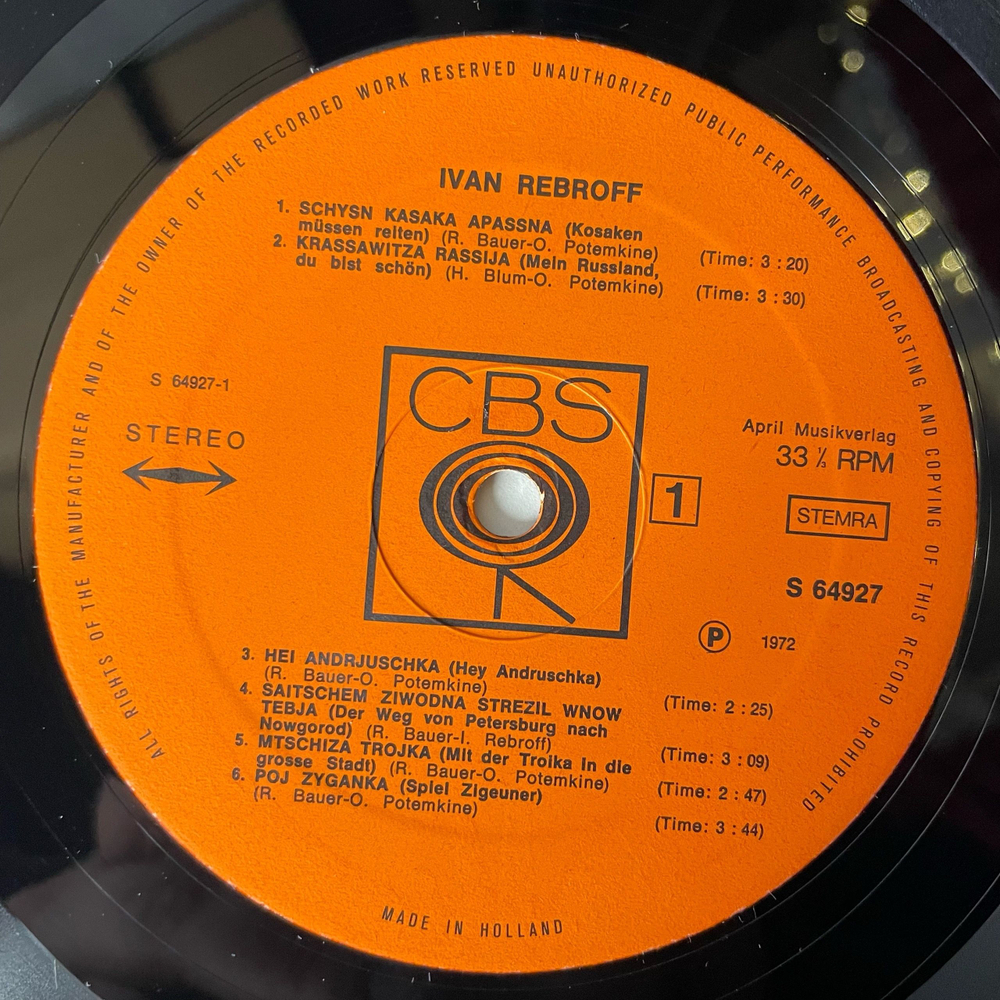 ALL RIGHTS OF THE MANUFACTURER AND OF THE OWNER OF THE RECORDED WORK RESERVED UNAUTHORIZED PUBLIC PERFORMANCE BROADCASTING AND COPYING OF THIS RECORD PROHIBITED
IVAN REBROFF
1. SCHYSN KASAKA APASSNA (Kosaken
müssen reiten) (R. Bauer-O. Potemkine) (Time: 3 : 20)
2. KRASSAWITZA RASSIJA (Mein Russland,
du bist schön) (H. Blum-O. Potemkine) (Time: 3 : 30)
S 64927-1
STEREO
CBS
1
April Musikverlag
33 ⅓ RPM
STEMRA
S 64927
Ⓟ 1972
3. HEI ANDRJUSCHKA (Hey Andruschka)
(R. Bauer-O. Potemkine) (Time: 2 : 25)
4. SAITSCHEM ZIWODNA STREZIL WNOW
TEBJA (Der Weg von Petersburg nach
Nowgorod) (R. Bauer-I. Rebroff) (Time: 3 : 09)
5. MTSCHIZA TROJKA (Mit der Troika in die
grosse Stadt) (R. Bauer-O. Potemkine) (Time: 2 : 47)
6. POJ ZYGANKA (Spiel Zigeuner)
(R. Bauer-O. Potemkine) (Time: 3 : 44)
MADE IN HOLLAND